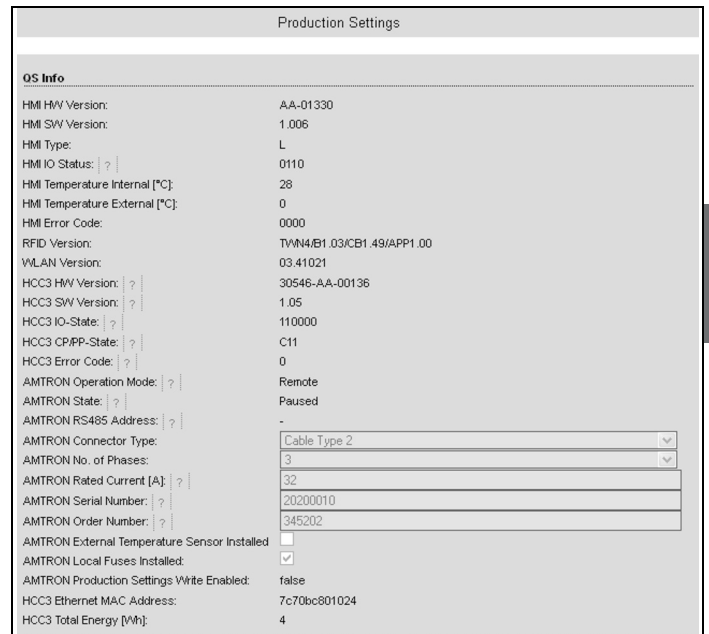 Production Settings
QS Info
HMI HW Version: AA-01330
HMI SW Version: 1.006
HMI Type: L
HMI IO Status: ? 0110
HMI Temperature Internal [°C]: 28
HMI Temperature External [°C]: 0
HMI Error Code: 0000
RFID Version: TWN4/B1.03/CB1.49/APP1.00
WLAN Version: 03.41021
HCC3 HW Version: ? 30546-AA-00136
HCC3 SW Version: ? 1.05
HCC3 IO-State: ? 110000
HCC3 CP/PP-State: ? C11
HCC3 Error Code: ? 0
AMTRON Operation Mode: ? Remote
AMTRON State: ? Paused
AMTRON RS485 Address: ? -
AMTRON Connector Type: Cable Type 2
AMTRON No. of Phases: 3
AMTRON Rated Current [A]: ? 32
AMTRON Serial Number: ? 20200010
AMTRON Order Number: ? 345202
AMTRON External Temperature Sensor Installed
AMTRON Local Fuses Installed:
AMTRON Production Settings Write Enabled: false
HCC3 Ethernet MAC Address: 7c70bc801024
HCC3 Total Energy [Wh]: 4